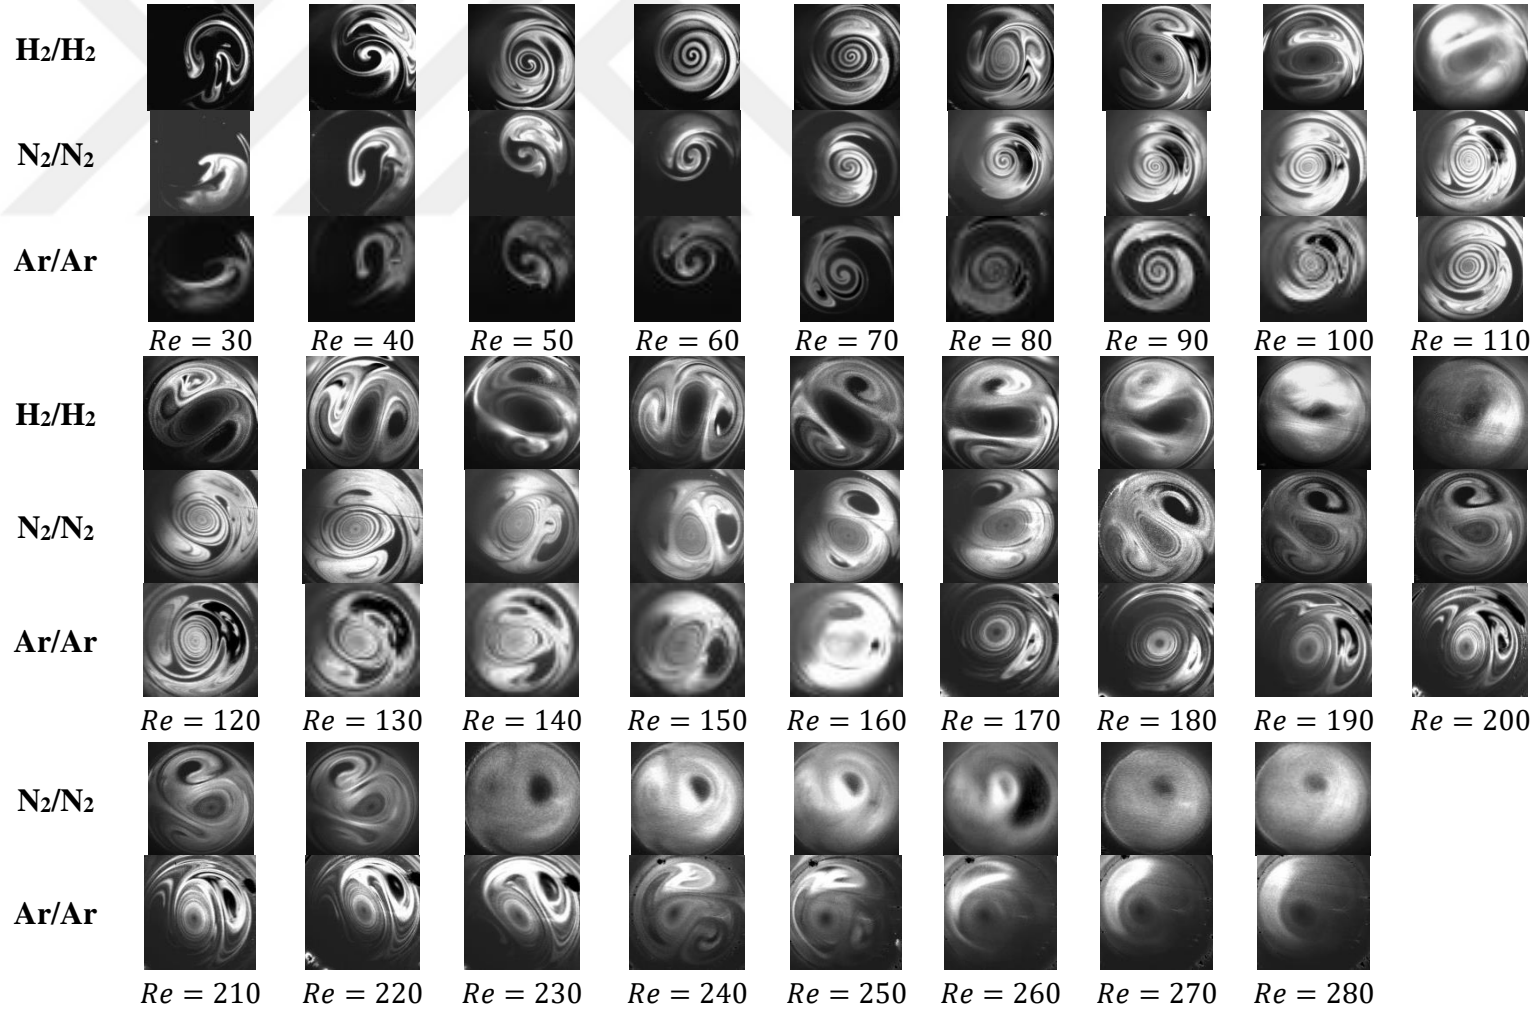 H₂/H₂
N₂/N₂
Ar/Ar
Re = 30 Re = 40 Re = 50 Re = 60 Re = 70 Re = 80 Re = 90 Re = 100 Re = 110
H₂/H₂
N₂/N₂
Ar/Ar
Re = 120 Re = 130 Re = 140 Re = 150 Re = 160 Re = 170 Re = 180 Re = 190 Re = 200
N₂/N₂
Ar/Ar
Re = 210 Re = 220 Re = 230 Re = 240 Re = 250 Re = 260 Re = 270 Re = 280